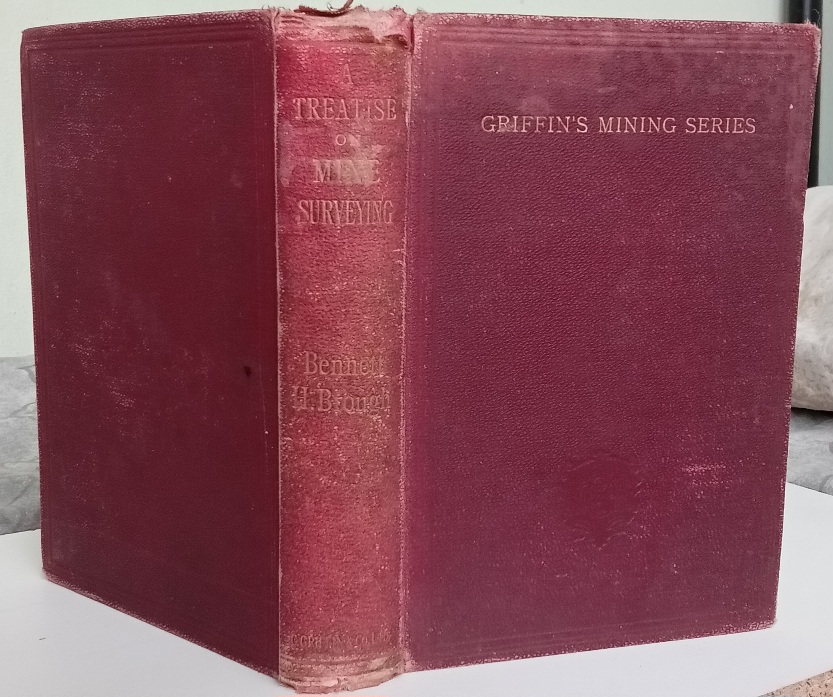 A
TREATISE
ON
MINE
SURVEYING
Bennett
H. Brough
GRIFFIN'S MINING SERIES